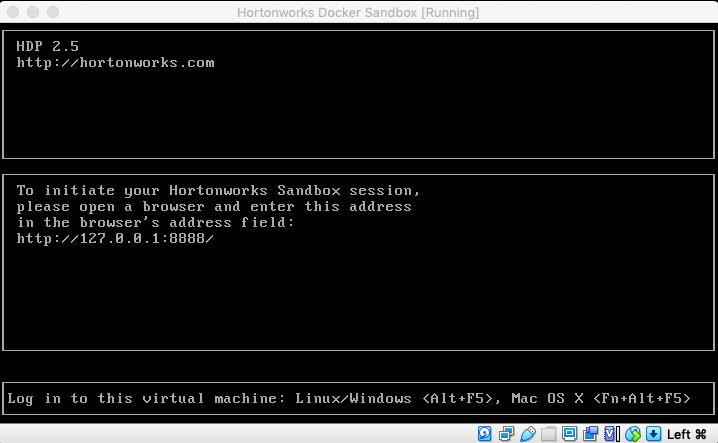 Hortonworks Docker Sandbox [Running]
HDP 2.5
http://hortonworks.com
To initiate your Hortonworks Sandbox session,
please open a browser and enter this address
in the browser's address field:
http://127.0.0.1:8888/
Log in to this virtual machine: Linux/Windows <Alt+F5>, Mac OS X <Fn+Alt+F5>
Left ⌘